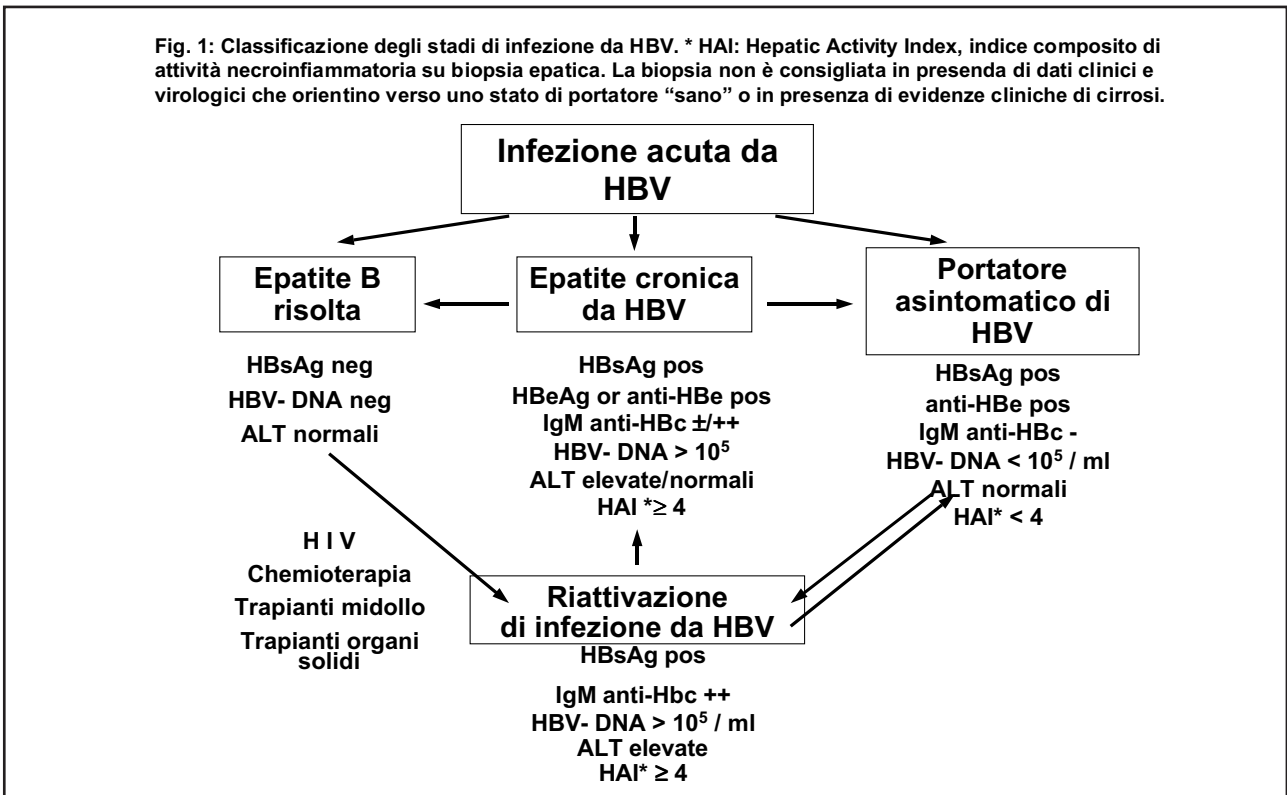 Fig. 1: Classificazione degli stadi di infezione da HBV. * HAI: Hepatic Activity Index, indice composito di
attività necroinfiammatoria su biopsia epatica. La biopsia non è consigliata in presenda di dati clinici e
virologici che orientino verso uno stato di portatore “sano” o in presenza di evidenze cliniche di cirrosi.
Infezione acuta da
HBV
Epatite B
risolta
HBsAg neg
HBV- DNA neg
ALT normali
Epatite cronica
da HBV
HBsAg pos
HBeAg or anti-HBe pos
IgM anti-HBc ±/++
HBV- DNA > 10⁵
ALT elevate/normali
HAI *≥ 4
Portatore
asintomatico di
HBV
HBsAg pos
anti-HBe pos
IgM anti-HBc -
HBV- DNA < 10⁵ / ml
ALT normali
HAI* < 4
H I V
Chemioterapia
Trapianti midollo
Trapianti organi
solidi
Riattivazione
di infezione da HBV
HBsAg pos
IgM anti-Hbc ++
HBV- DNA > 10⁵ / ml
ALT elevate
HAI* ≥ 4